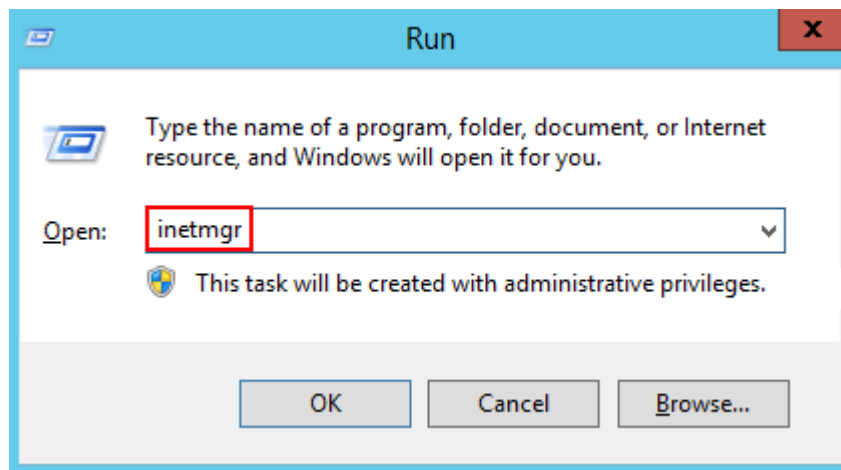 Run
x
Type the name of a program, folder, document, or Internet
resource, and Windows will open it for you.
Open: inetmgr
This task will be created with administrative privileges.
OK Cancel Browse...